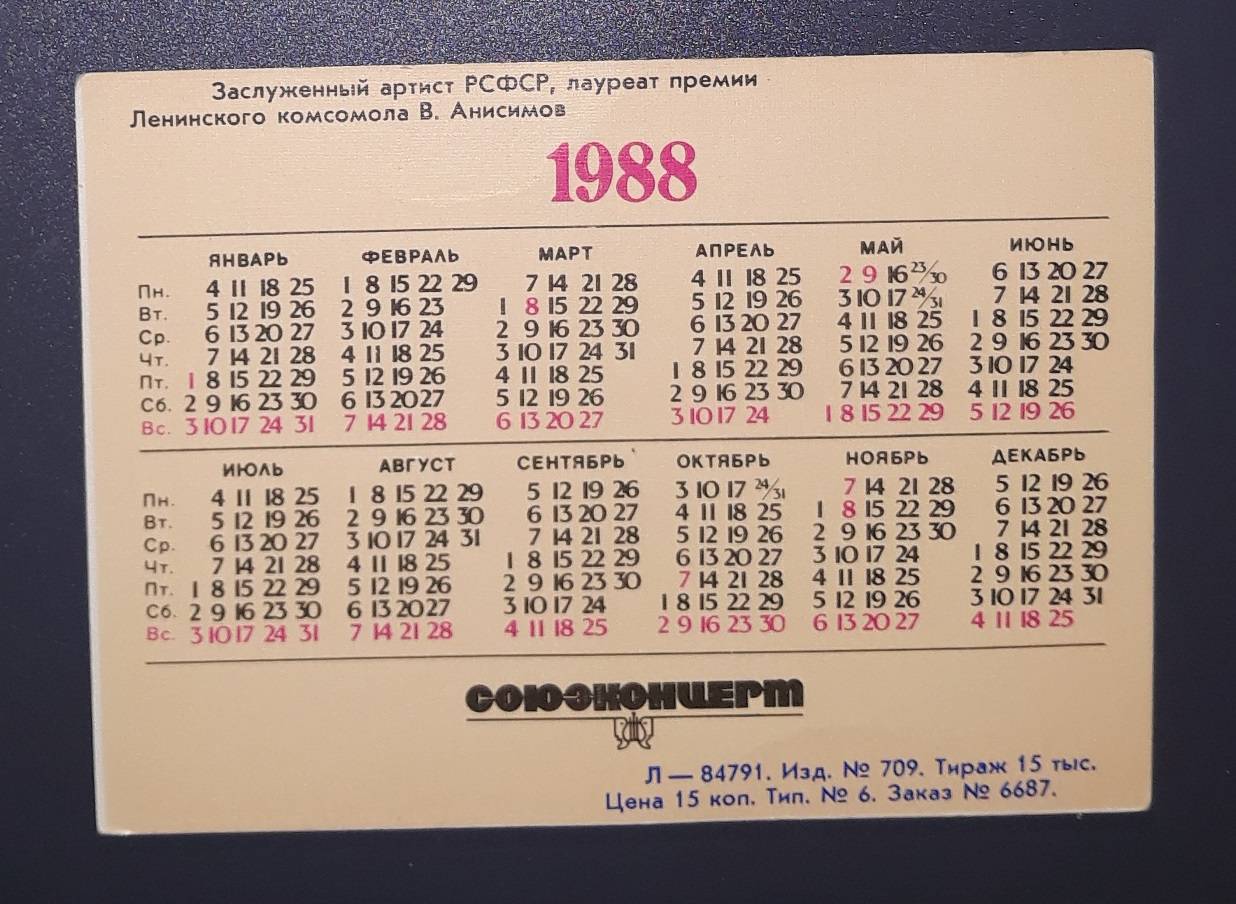 Заслуженный артист РСФСР, лауреат премии
Ленинского комсомола В. Анисимов
1988
ЯНВАРЬ ФЕВРАЛЬ МАРТ АПРЕЛЬ МАЙ ИЮНЬ
Пн. 4 11 18 25 1 8 15 22 29 7 14 21 28 4 11 18 25 2 9 16 23/30 6 13 20 27
Вт. 5 12 19 26 2 9 16 23 1 8 15 22 29 5 12 19 26 3 10 17 24/31 7 14 21 28
Ср. 6 13 20 27 3 10 17 24 2 9 16 23 30 6 13 20 27 4 11 18 25 1 8 15 22 29
Чт. 7 14 21 28 4 11 18 25 3 10 17 24 31 7 14 21 28 5 12 19 26 2 9 16 23 30
Пт. 1 8 15 22 29 5 12 19 26 4 11 18 25 1 8 15 22 29 6 13 20 27 3 10 17 24
Сб. 2 9 16 23 30 6 13 20 27 5 12 19 26 2 9 16 23 30 7 14 21 28 4 11 18 25
Вс. 3 10 17 24 31 7 14 21 28 6 13 20 27 3 10 17 24 1 8 15 22 29 5 12 19 26
ИЮЛЬ АВГУСТ СЕНТЯБРЬ ОКТЯБРЬ НОЯБРЬ ДЕКАБРЬ
Пн. 4 11 18 25 1 8 15 22 29 5 12 19 26 3 10 17 24/31 7 14 21 28 5 12 19 26
Вт. 5 12 19 26 2 9 16 23 30 6 13 20 27 4 11 18 25 1 8 15 22 29 6 13 20 27
Ср. 6 13 20 27 3 10 17 24 31 7 14 21 28 5 12 19 26 2 9 16 23 30 7 14 21 28
Чт. 7 14 21 28 4 11 18 25 1 8 15 22 29 6 13 20 27 3 10 17 24 1 8 15 22 29
Пт. 1 8 15 22 29 5 12 19 26 2 9 16 23 30 7 14 21 28 4 11 18 25 2 9 16 23 30
Сб. 2 9 16 23 30 6 13 20 27 3 10 17 24 1 8 15 22 29 5 12 19 26 3 10 17 24 31
Вс. 3 10 17 24 31 7 14 21 28 4 11 18 25 2 9 16 23 30 6 13 20 27 4 11 18 25
СОЮЗКОНЦЕРТ
Л — 84791. Изд. № 709. Тираж 15 тыс.
Цена 15 коп. Тип. № 6. Заказ № 6687.